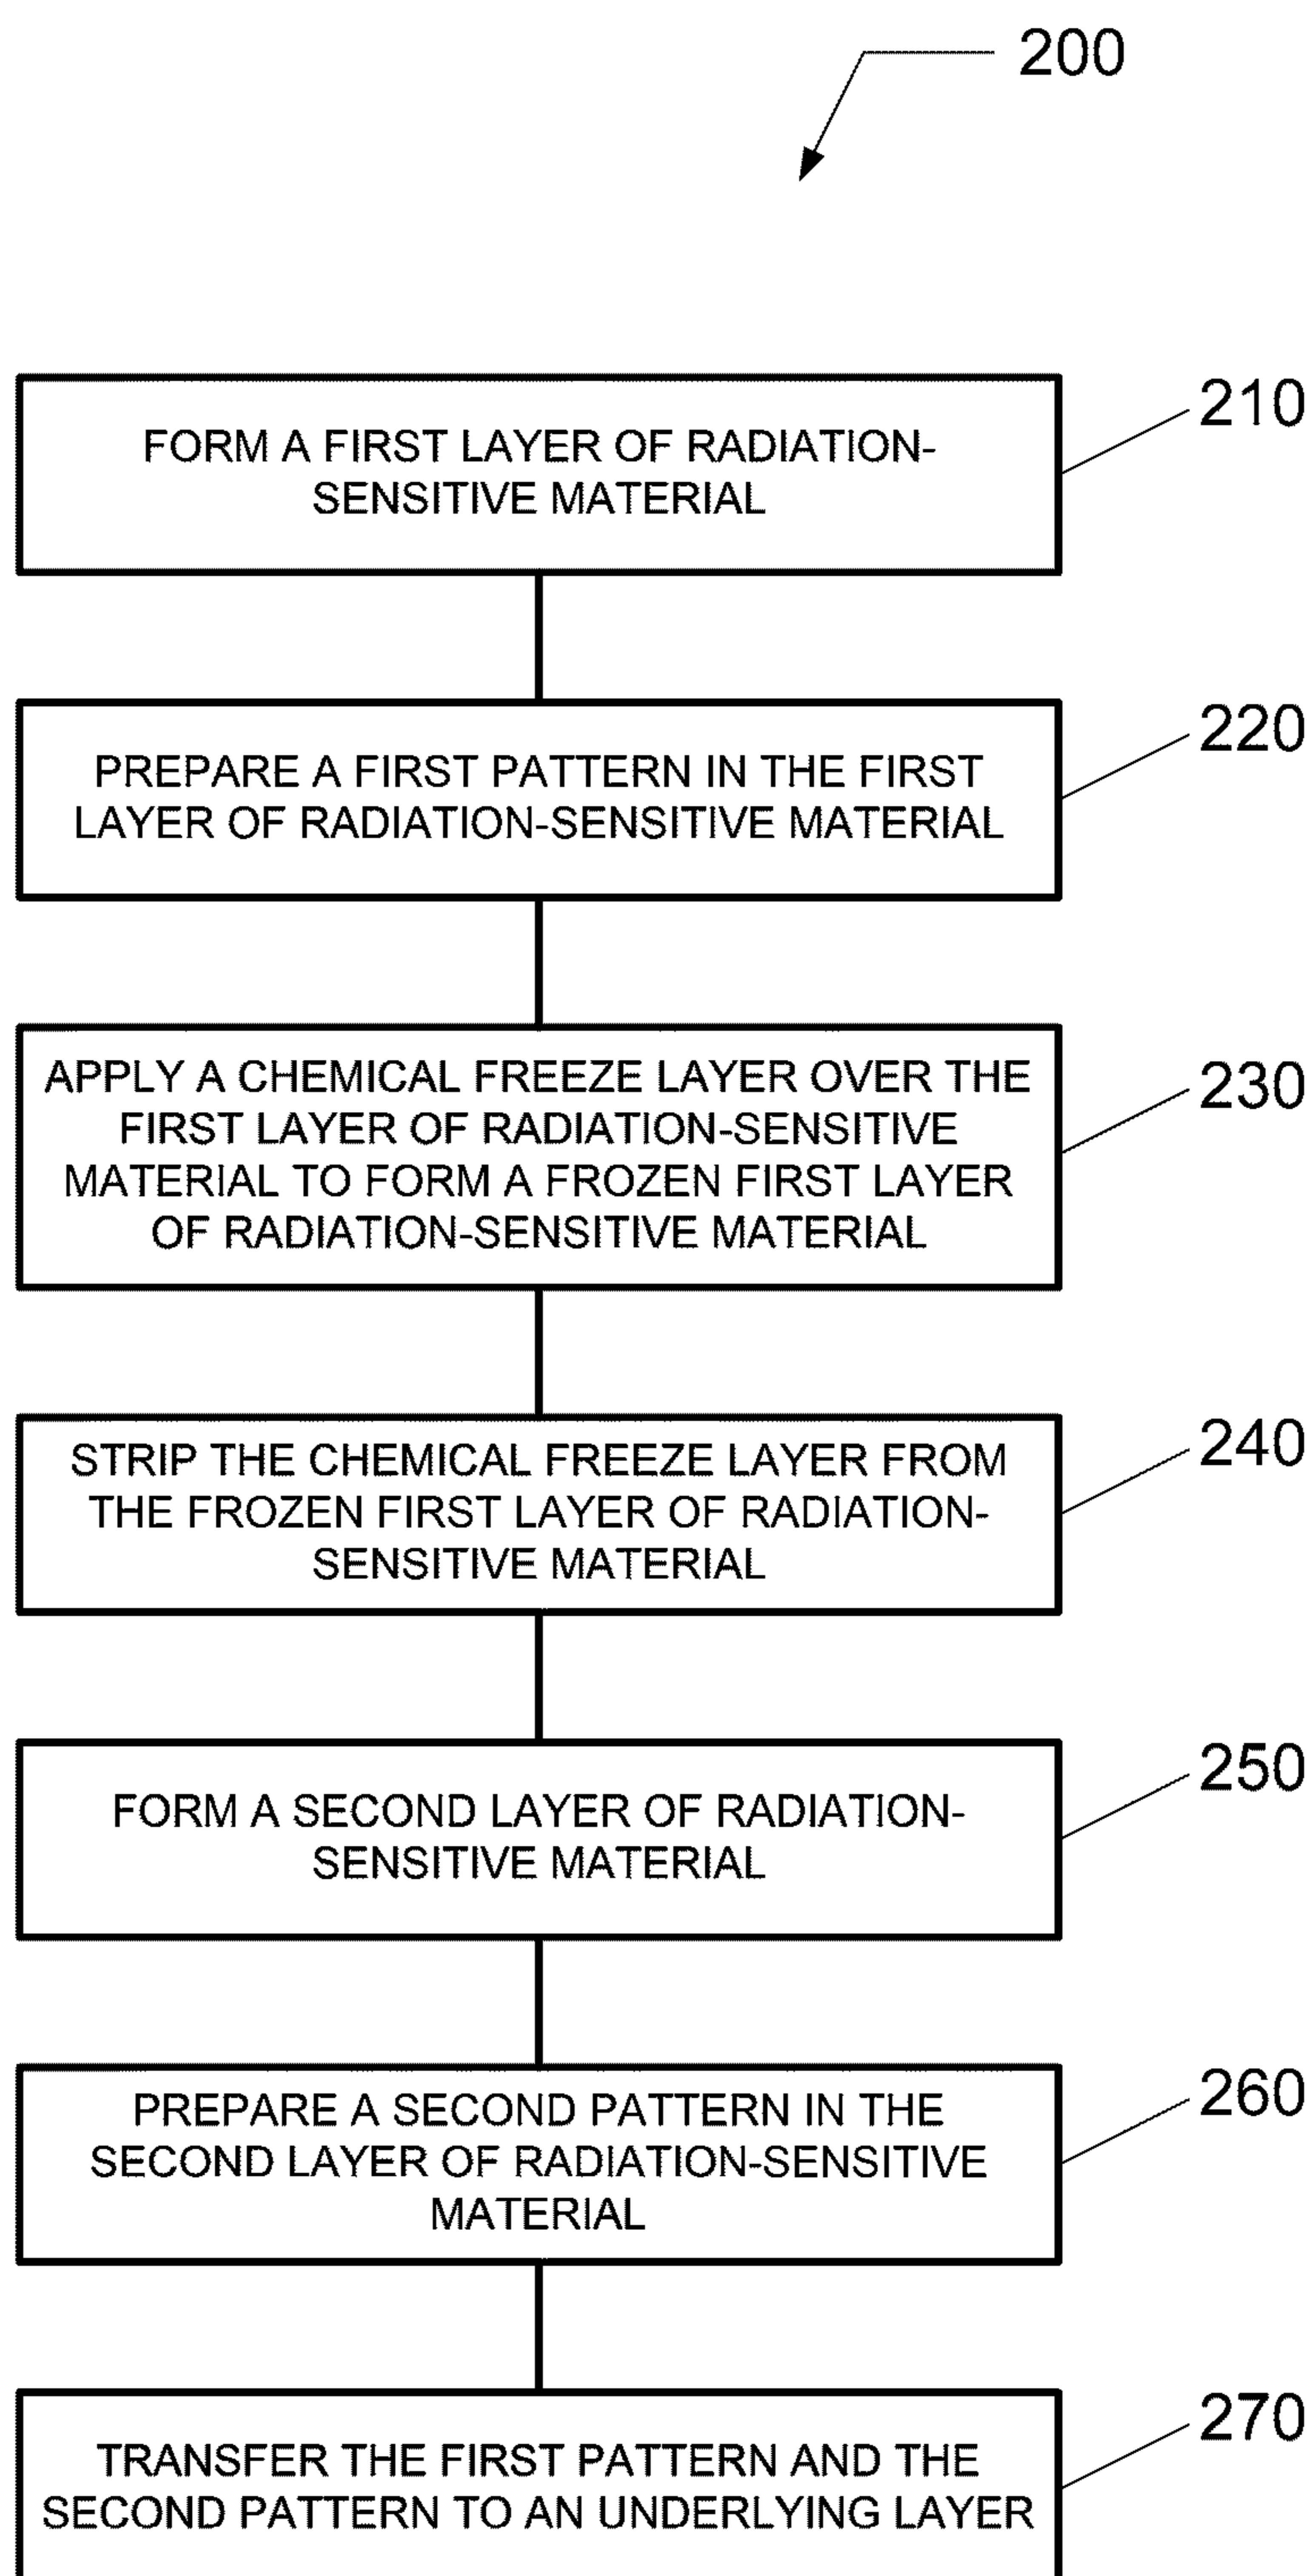 200
210
FORM A FIRST LAYER OF RADIATION-
SENSITIVE MATERIAL
220
PREPARE A FIRST PATTERN IN THE FIRST
LAYER OF RADIATION-SENSITIVE MATERIAL
230
APPLY A CHEMICAL FREEZE LAYER OVER THE
FIRST LAYER OF RADIATION-SENSITIVE
MATERIAL TO FORM A FROZEN FIRST LAYER
OF RADIATION-SENSITIVE MATERIAL
240
STRIP THE CHEMICAL FREEZE LAYER FROM
THE FROZEN FIRST LAYER OF RADIATION-
SENSITIVE MATERIAL
250
FORM A SECOND LAYER OF RADIATION-
SENSITIVE MATERIAL
260
PREPARE A SECOND PATTERN IN THE
SECOND LAYER OF RADIATION-SENSITIVE
MATERIAL
270
TRANSFER THE FIRST PATTERN AND THE
SECOND PATTERN TO AN UNDERLYING LAYER